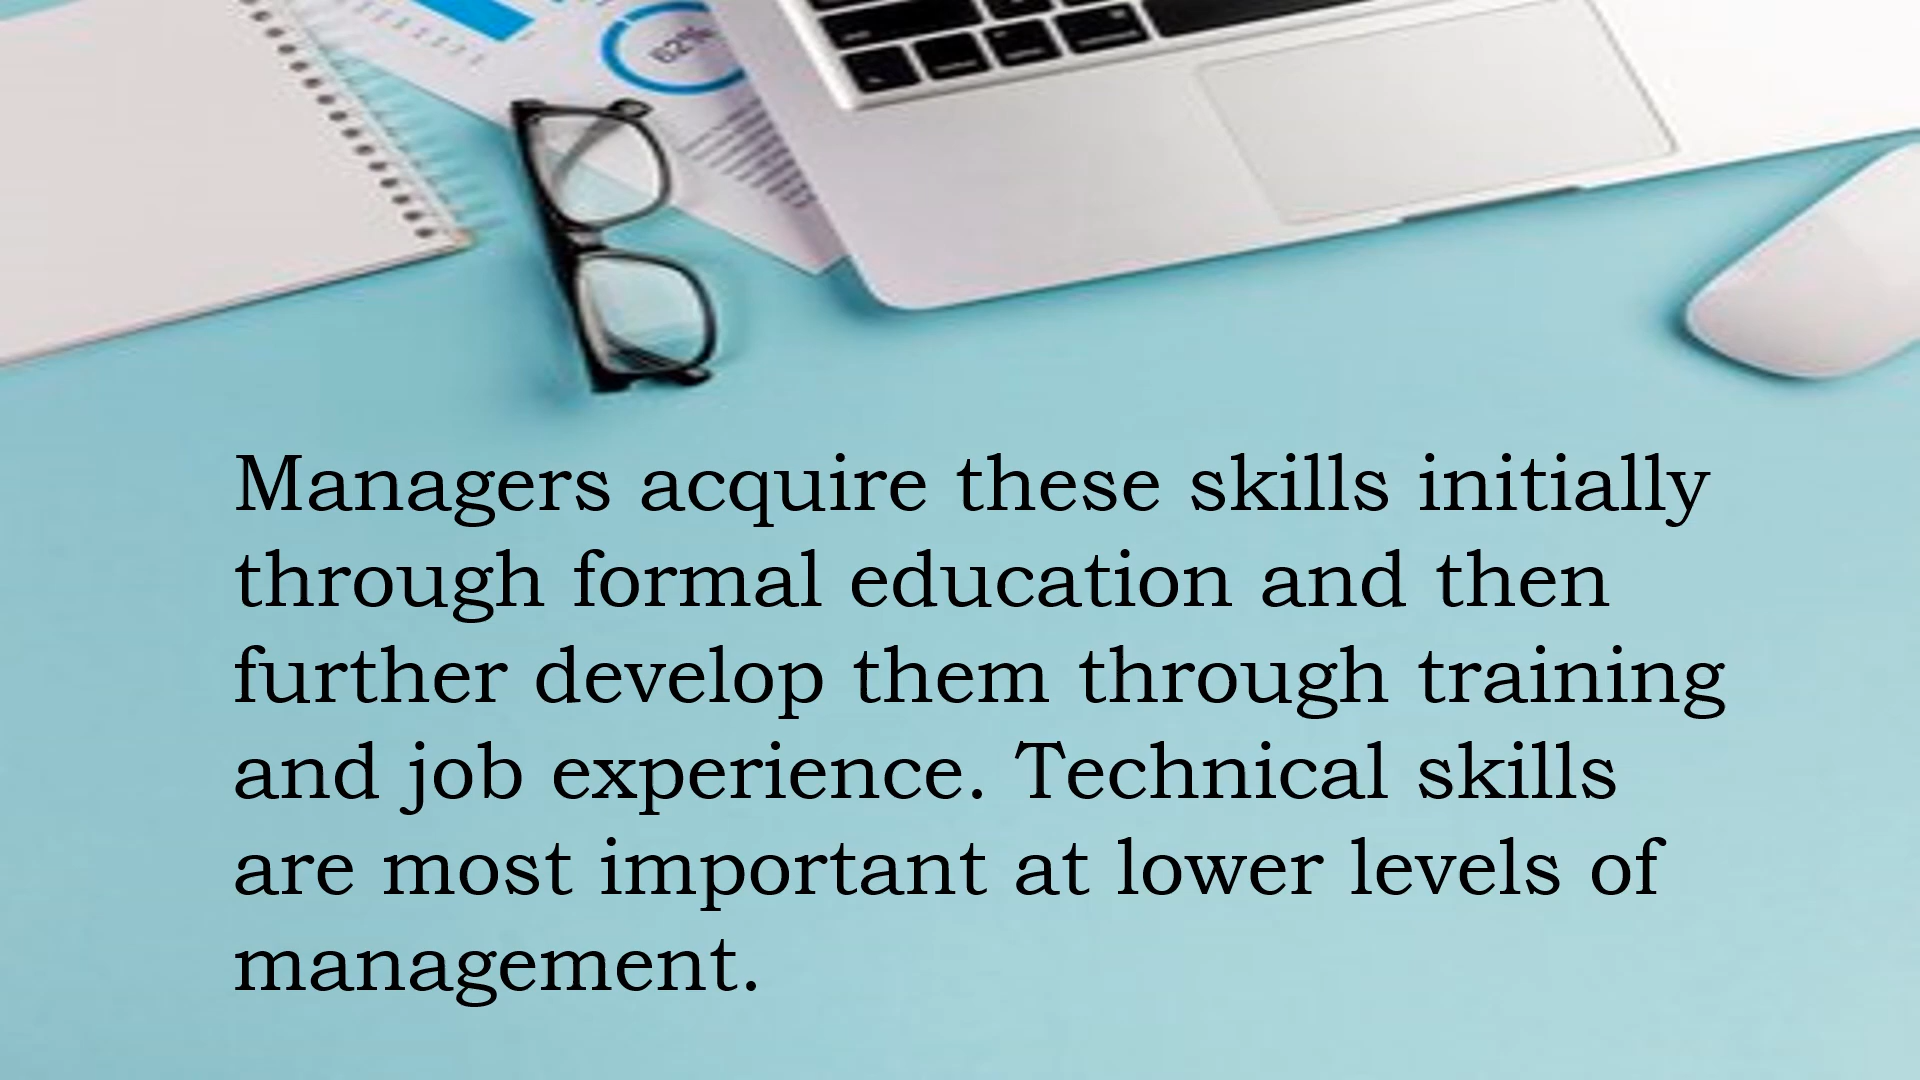 62%
Managers acquire these skills initially
through formal education and then
further develop them through training
and job experience. Technical skills
are most important at lower levels of
management.